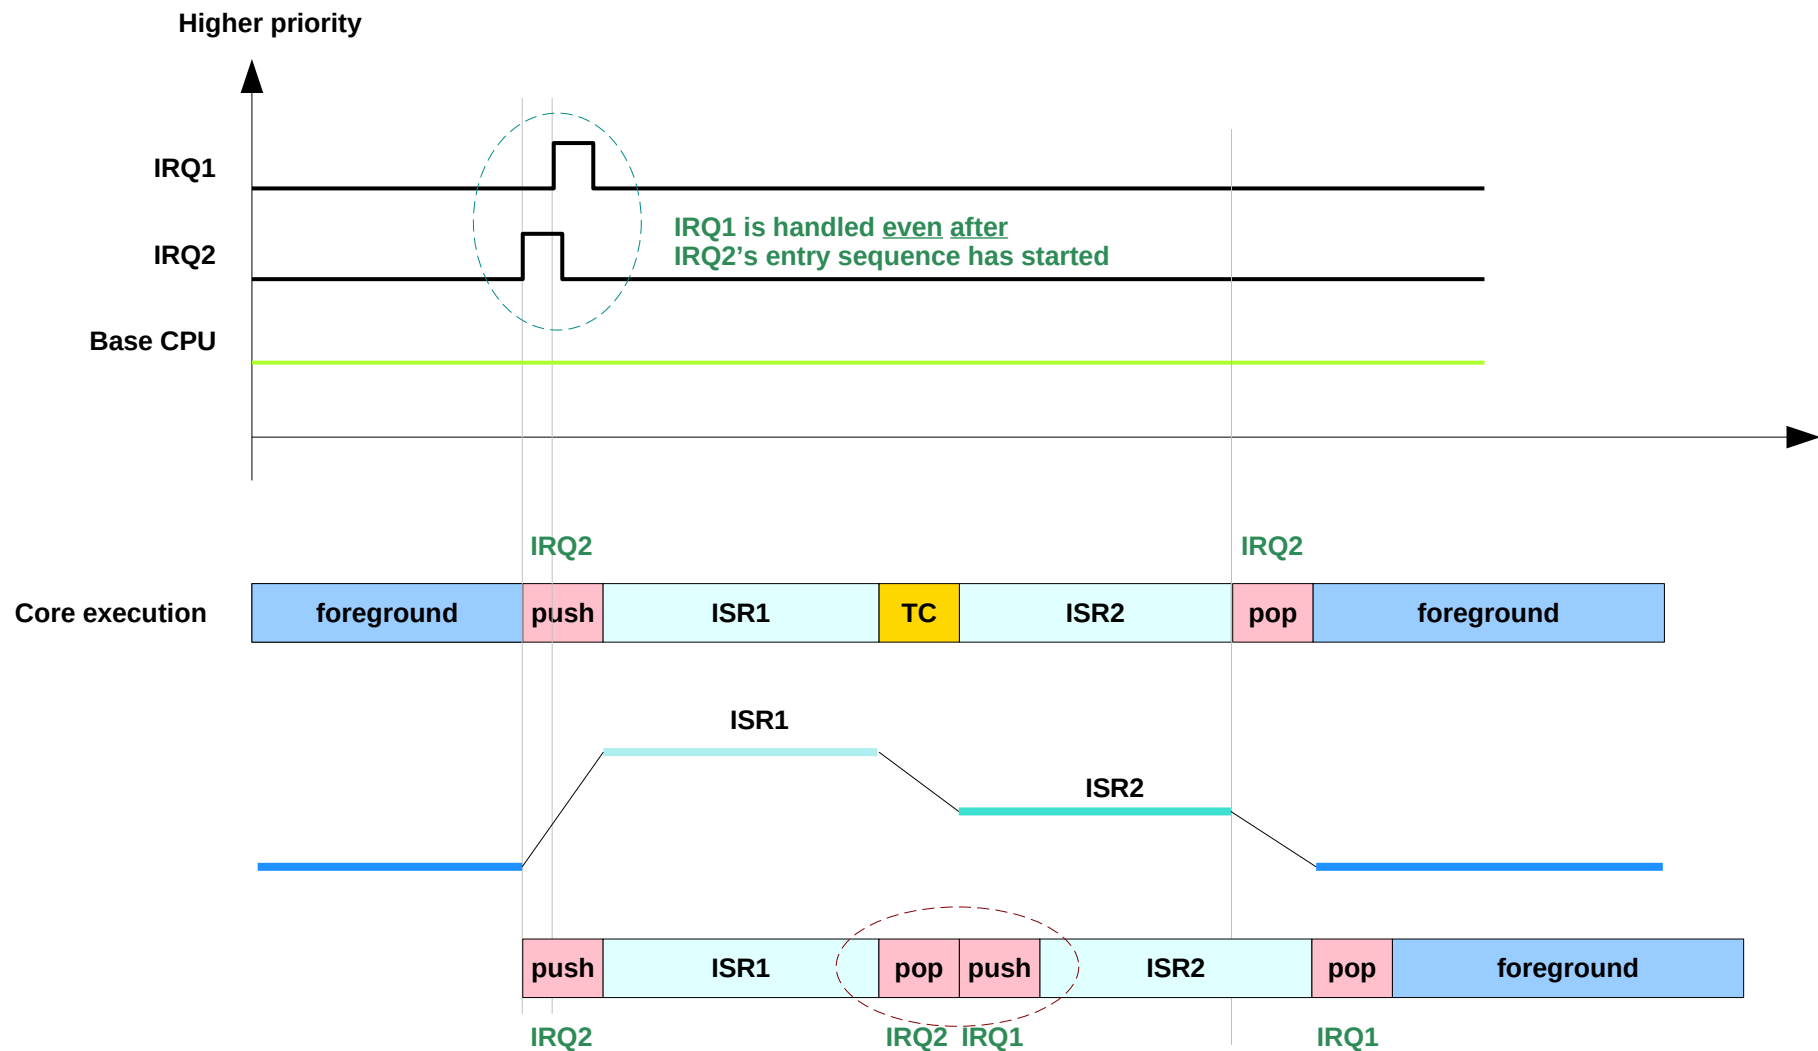 Higher priority
IRQ1
IRQ1 is handled even after
IRQ2
IRQ2’s entry sequence has started
Base CPU
IRQ2 IRQ2
Core execution foreground push ISR1 TC ISR2 pop foreground
ISR1
ISR2
push ISR1 pop push ISR2 pop foreground
IRQ2 IRQ2 IRQ1 IRQ1